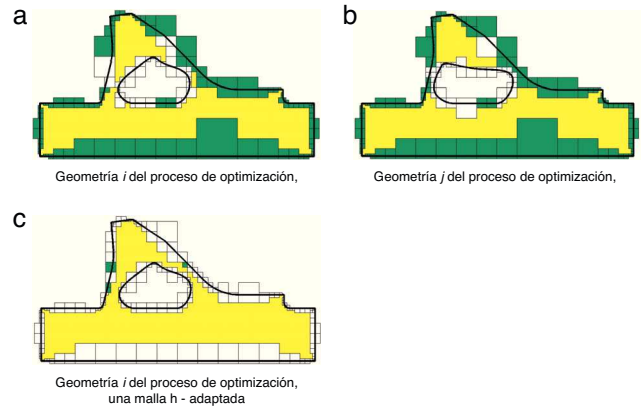 a
b
Geometría i del proceso de optimización,
Geometría j del proceso de optimización,
c
Geometría i del proceso de optimización,
una malla h - adaptada